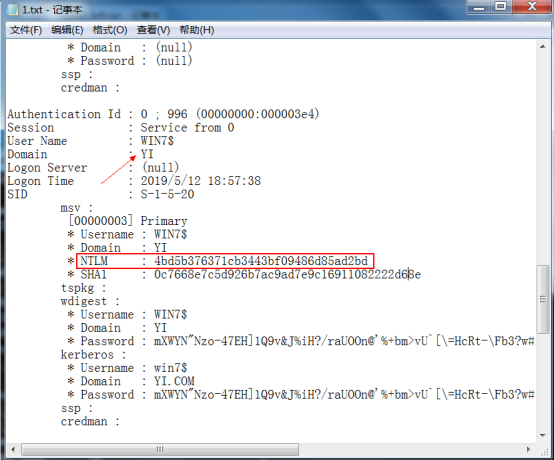 1.txt - 记事本
文件(F) 编辑(E) 格式(O) 查看(V) 帮助(H)
* Domain : (null)
* Password : (null)
ssp :
credman :
Authentication Id : 0 ; 996 (00000000:000003e4)
Session : Service from 0
User Name : WIN7$
Domain : YI
Logon Server : (null)
Logon Time : 2019/5/12 18:57:38
SID : S-1-5-20
msv :
[00000003] Primary
* Username : WIN7$
* Domain : YI
* NTLM : 4bd5b376371cb3443bf09486d85ad2bd
* SHA1 : 0c7668e7c5d926b7ac9ad7e9c16911082222d68e
tspkg :
wdigest :
* Username : WIN7$
* Domain : YI
* Password : mXWYN"Nzo-47EH]1Q9v&J%iH?/raUOOn@'%+bm>vU`[\=HcRt-\Fb3?w#
kerberos :
* Username : win7$
* Domain : YI.COM
* Password : mXWYN"Nzo-47EH]1Q9v&J%iH?/raUOOn@'%+bm>vU`[\=HcRt-\Fb3?w#
ssp :
credman :